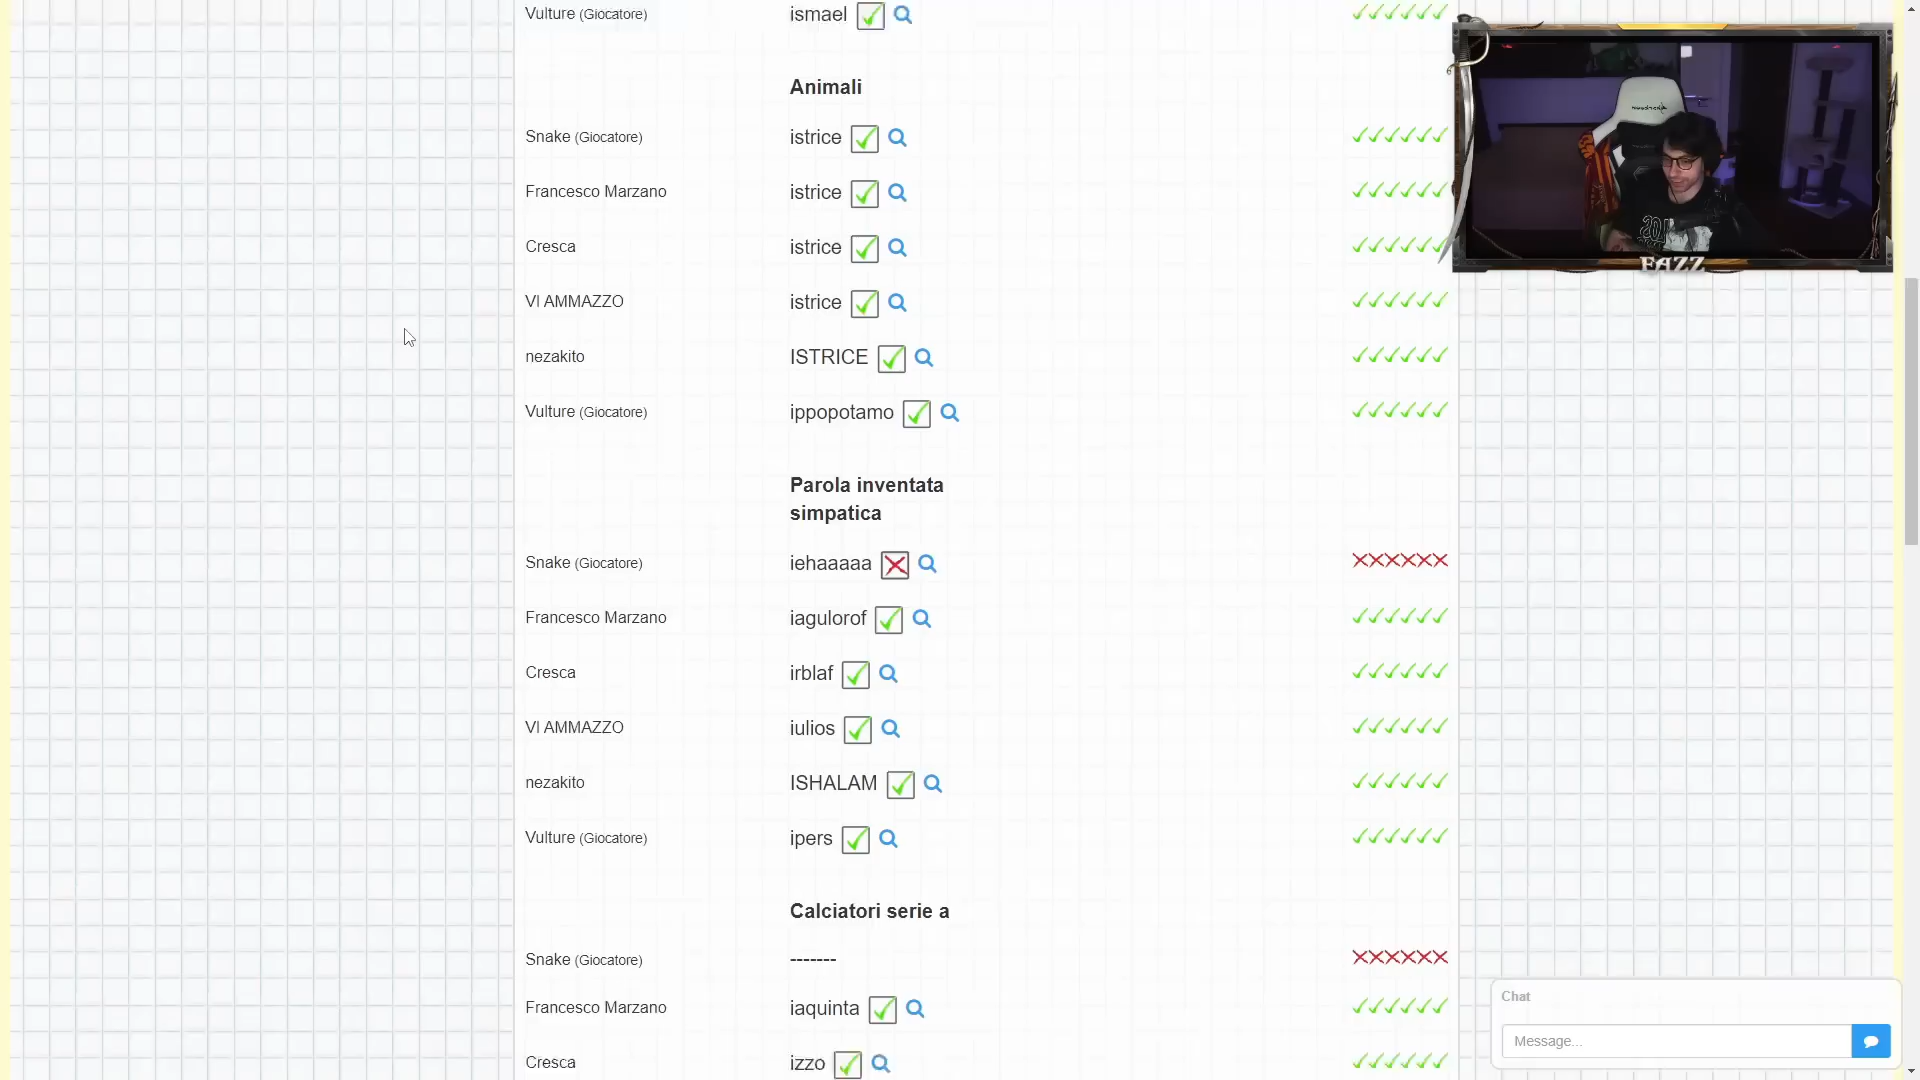 Vulture (Giocatore) ismael
Animali
Snake (Giocatore) istrice
Francesco Marzano istrice
Cresca istrice
VI AMMAZZO istrice
nezakito ISTRICE
Vulture (Giocatore) ippopotamo
Parola inventata
simpatica
Snake (Giocatore) iehaaaaa
Francesco Marzano iagulorof
Cresca irblaf
VI AMMAZZO iulios
nezakito ISHALAM
Vulture (Giocatore) ipers
Calciatori serie a
Snake (Giocatore) -------
Francesco Marzano iaquinta
Cresca izzo
FAZZ
Chat
Message...